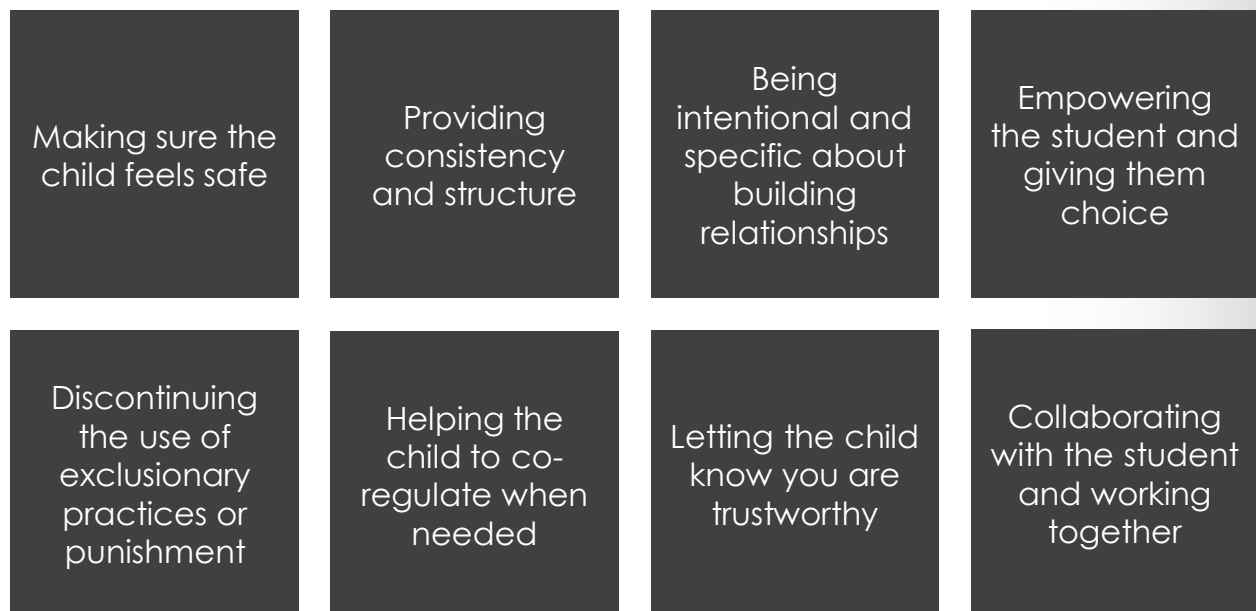 Making sure the
child feels safe
Providing
consistency
and structure
Being
intentional and
specific about
building
relationships
Empowering
the student and
giving them
choice
Discontinuing
the use of
exclusionary
practices or
punishment
Helping the
child to co-
regulate when
needed
Letting the child
know you are
trustworthy
Collaborating
with the student
and working
together